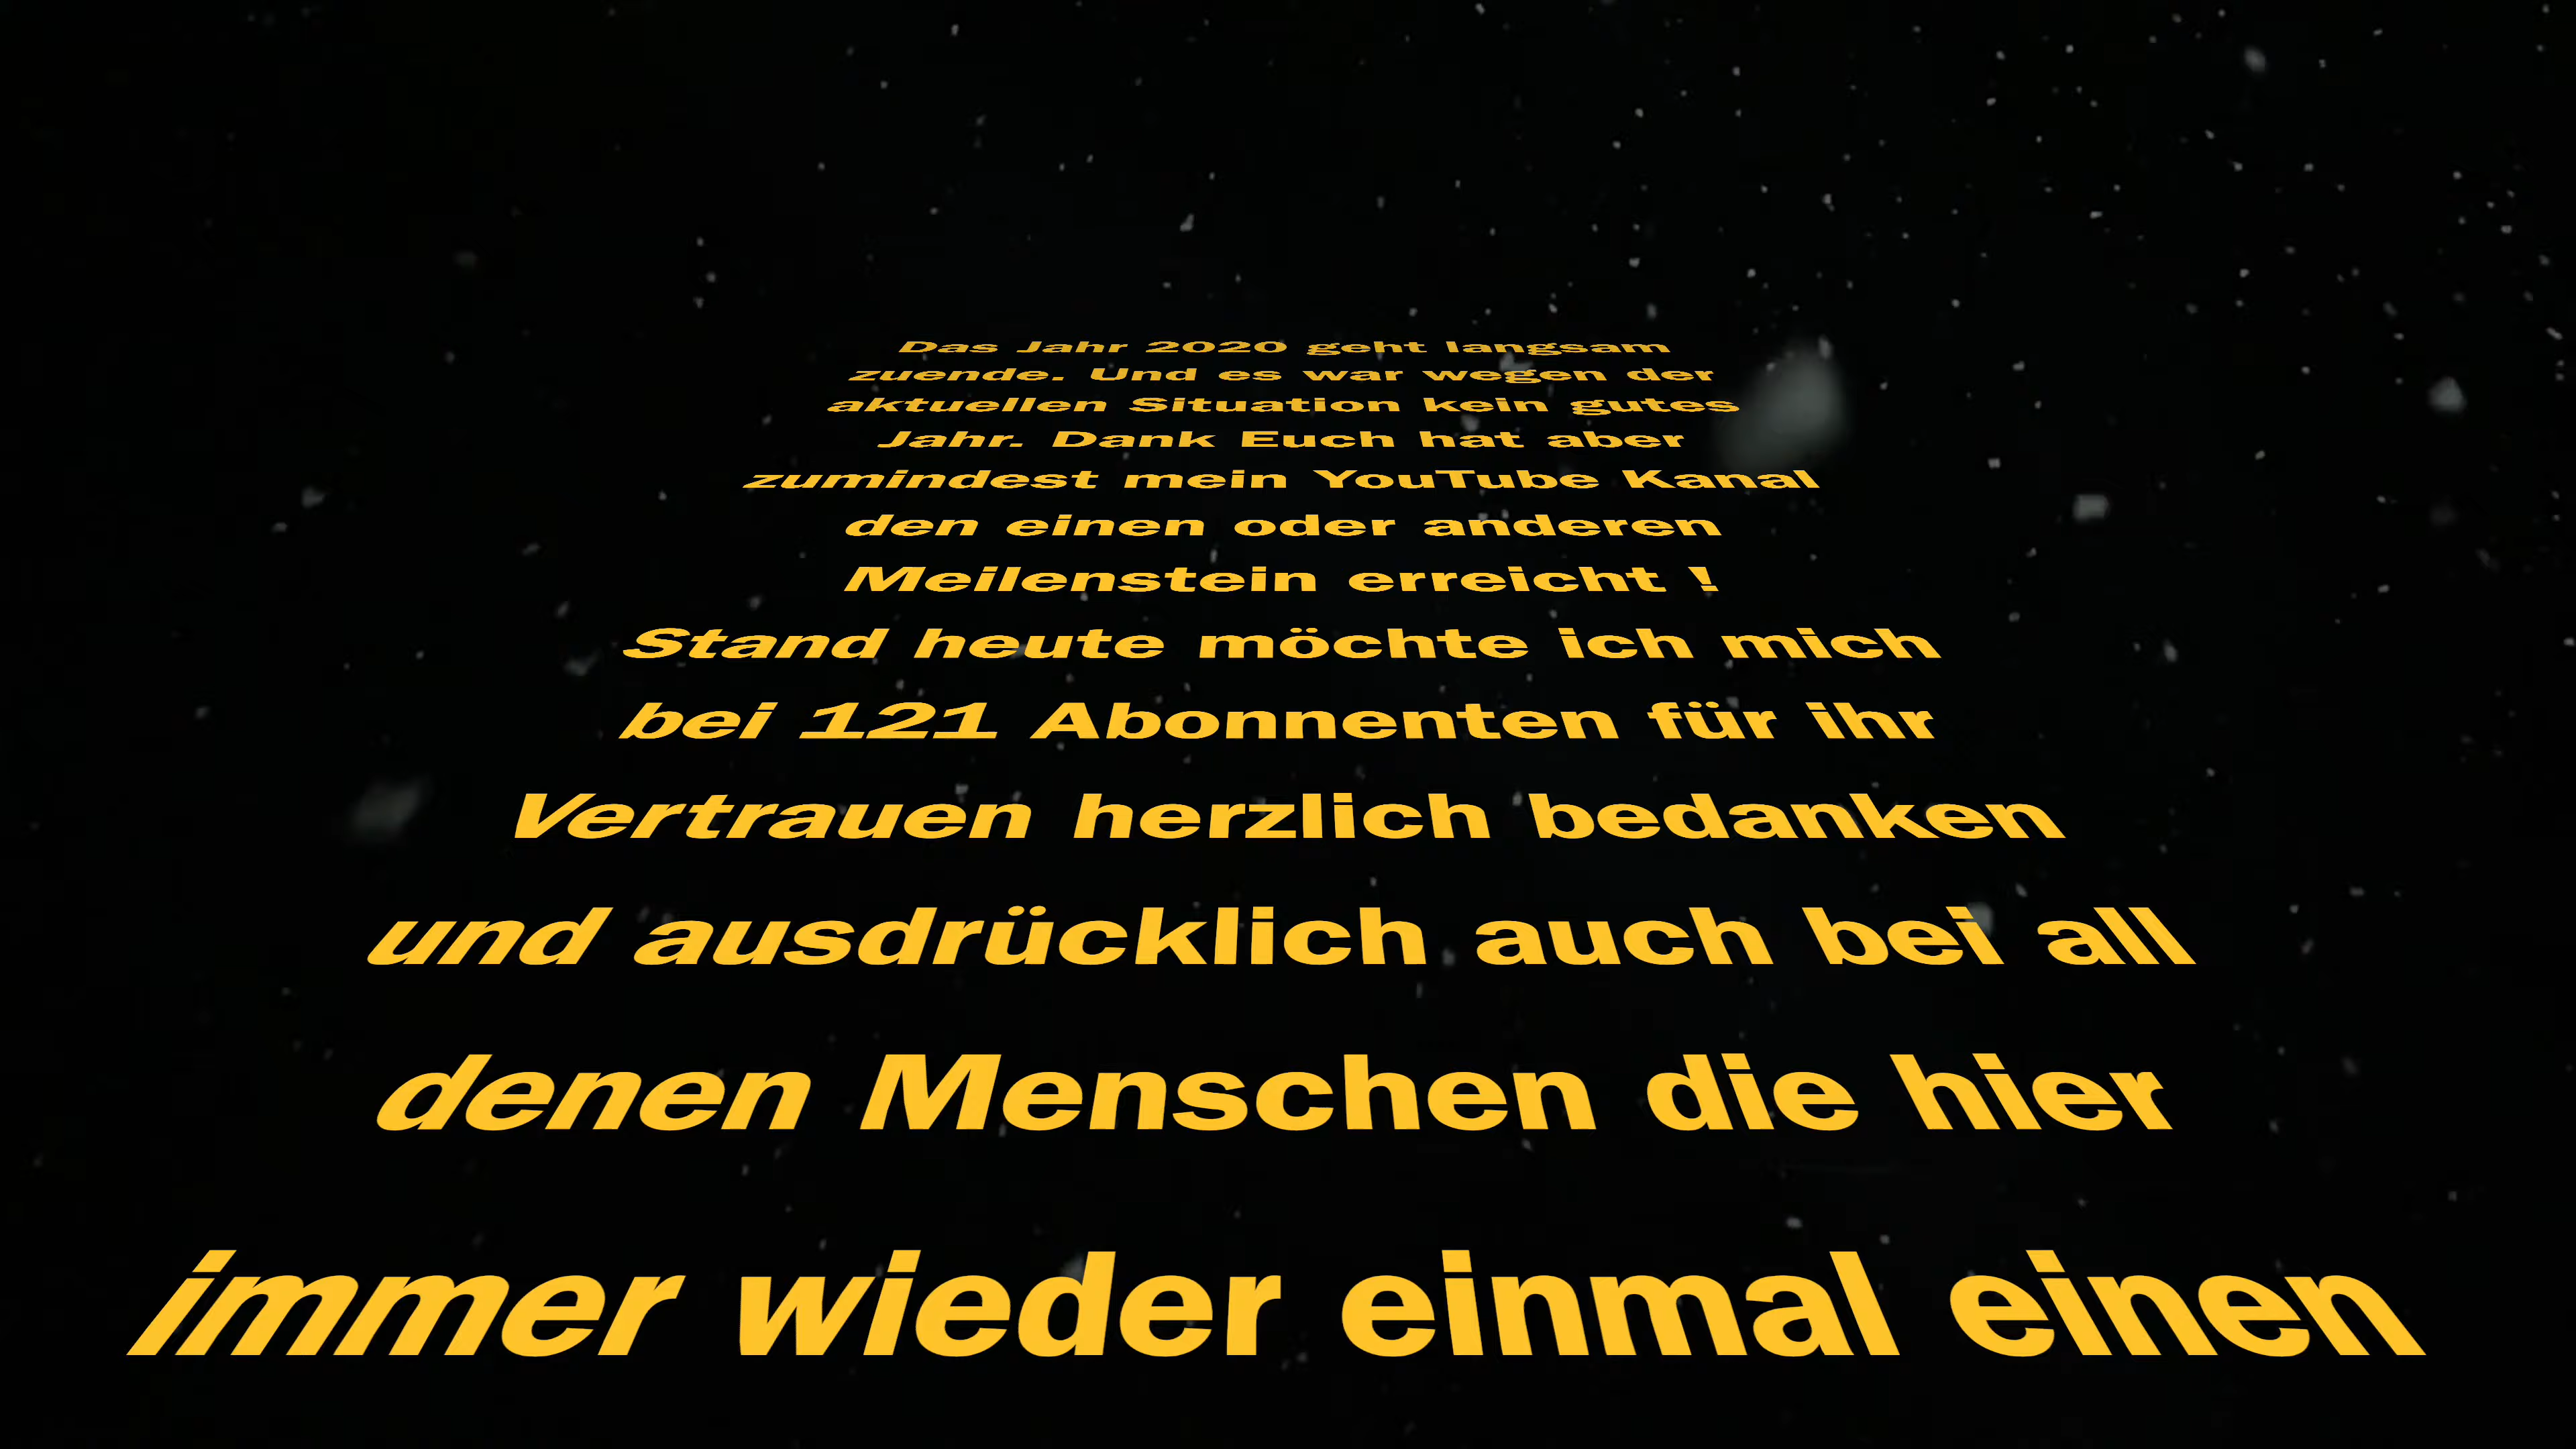 Das Jahr 2020 geht langsam
zuende. Und es war wegen der
aktuellen Situation kein gutes
Jahr. Dank Euch hat aber
zumindest mein YouTube Kanal
den einen oder anderen
Meilenstein erreicht !
Stand heute möchte ich mich
bei 121 Abonnenten für ihr
Vertrauen herzlich bedanken
und ausdrücklich auch bei all
denen Menschen die hier
immer wieder einmal einen